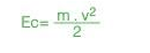 Ec= m . v²
2